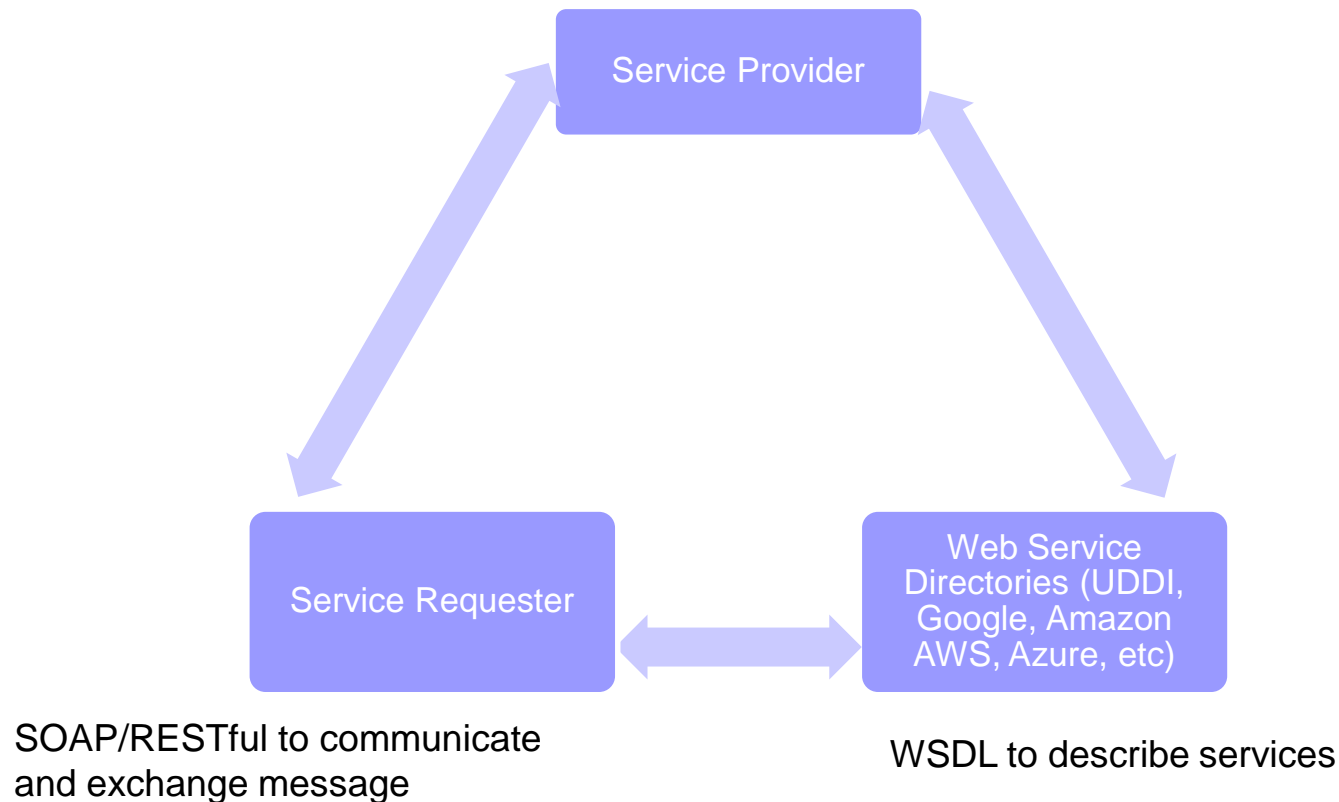 Service Provider
Service Requester
Web Service
Directories (UDDI,
Google, Amazon
AWS, Azure, etc)
SOAP/RESTful to communicate
and exchange message
WSDL to describe services